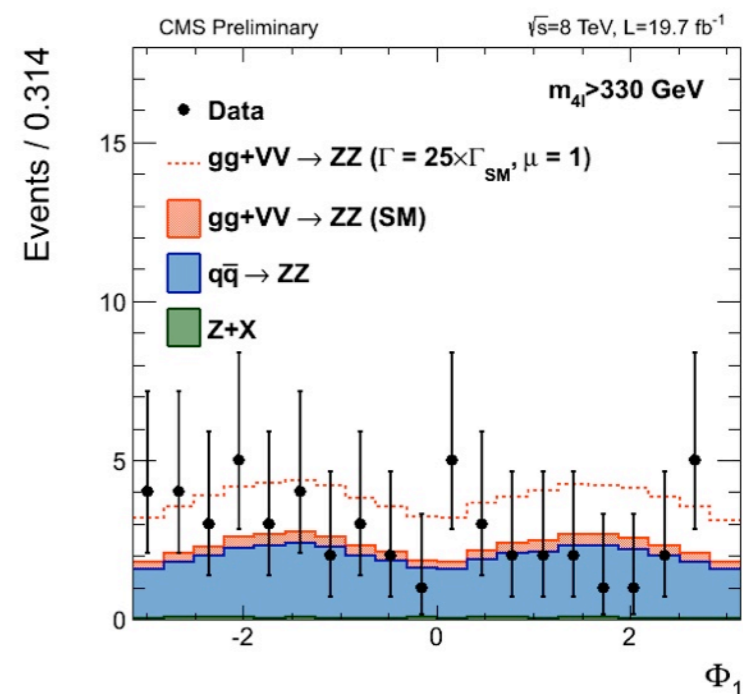 CMS Preliminary
√s=8 TeV, L=19.7 fb⁻¹
m₄ₗ>330 GeV
Data
gg+VV → ZZ (Γ = 25×Γ_SM, μ = 1)
gg+VV → ZZ (SM)
qq̄ → ZZ
Z+X
Events / 0.314
15
10
5
0
-2
0
2
Φ₁